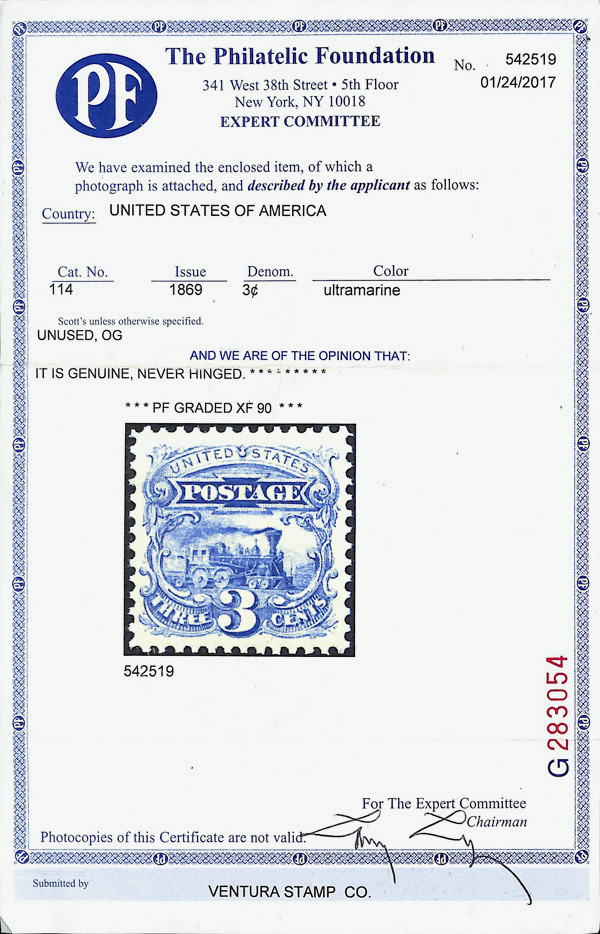 PF
The Philatelic Foundation
No. 542519
341 West 38th Street • 5th Floor
01/24/2017
New York, NY 10018
EXPERT COMMITTEE
We have examined the enclosed item, of which a
photograph is attached, and described by the applicant as follows:
Country: UNITED STATES OF AMERICA
Cat. No. Issue Denom. Color
114 1869 3¢ ultramarine
Scott's unless otherwise specified.
UNUSED, OG
AND WE ARE OF THE OPINION THAT:
IT IS GENUINE, NEVER HINGED. * * * * * * * * *
* * * PF GRADED XF 90 * * *
UNITED STATES
POSTAGE
THREE 3 CENTS
542519
G 283054
For The Expert Committee
Chairman
Photocopies of this Certificate are not valid.
Submitted by
VENTURA STAMP CO.